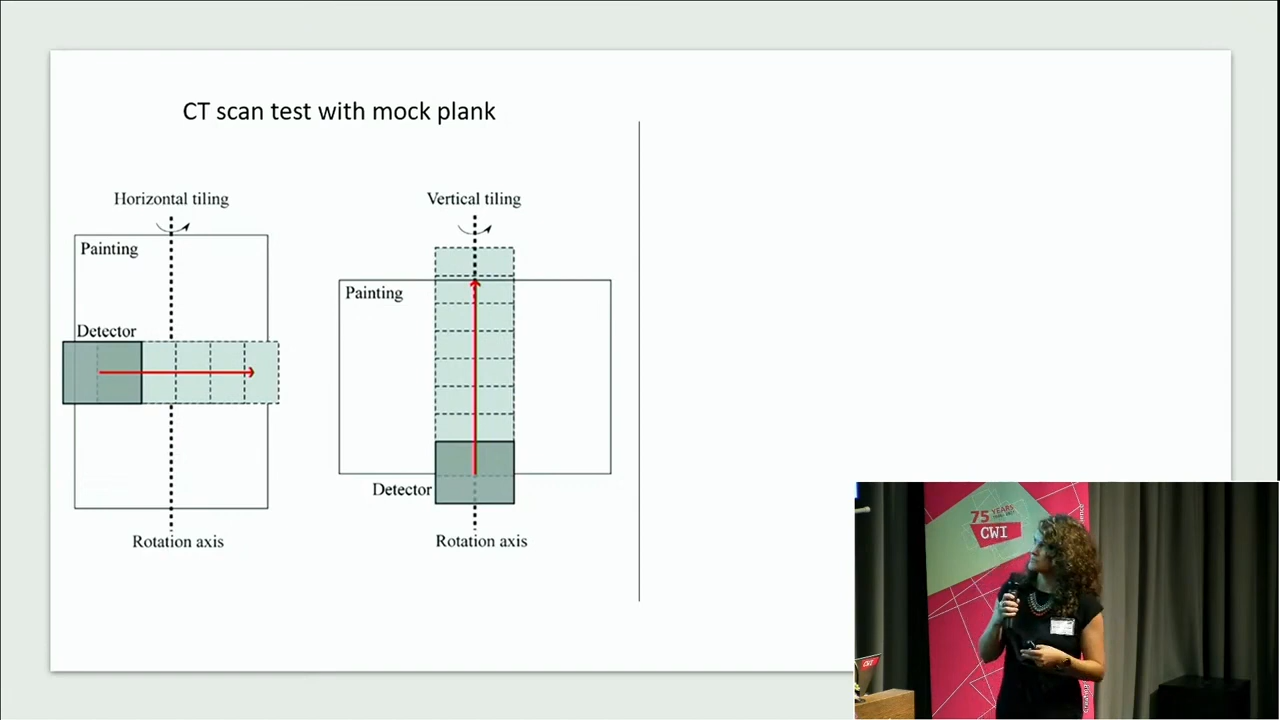 CT scan test with mock plank
Horizontal tiling
Painting
Detector
Rotation axis
Vertical tiling
Painting
Detector
Rotation axis
75 YEARS
CWI
CWI